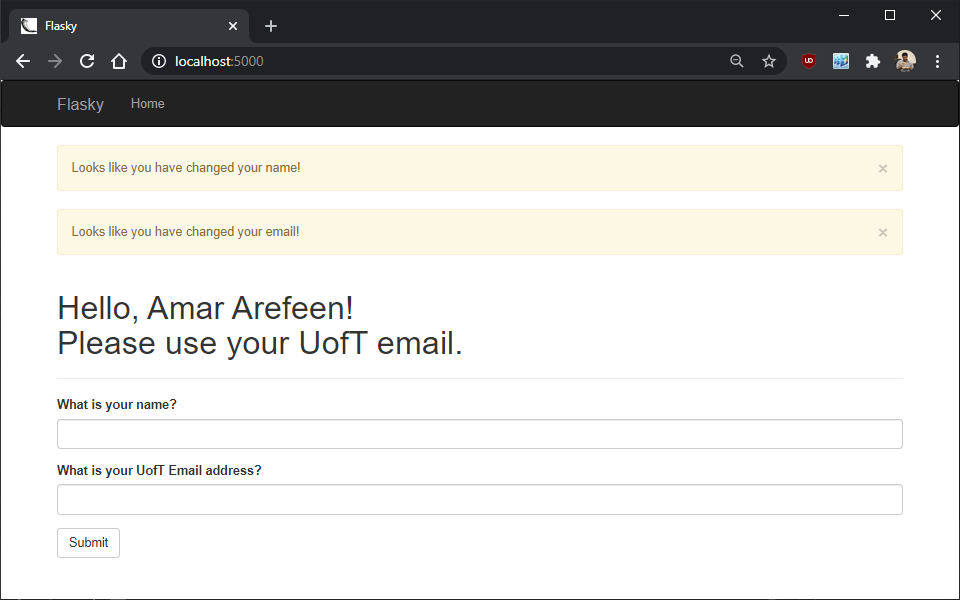 Flasky
localhost:5000
UD
Flasky Home
Looks like you have changed your name! ×
Looks like you have changed your email! ×
Hello, Amar Arefeen!
Please use your UofT email.
What is your name?
What is your UofT Email address?
Submit